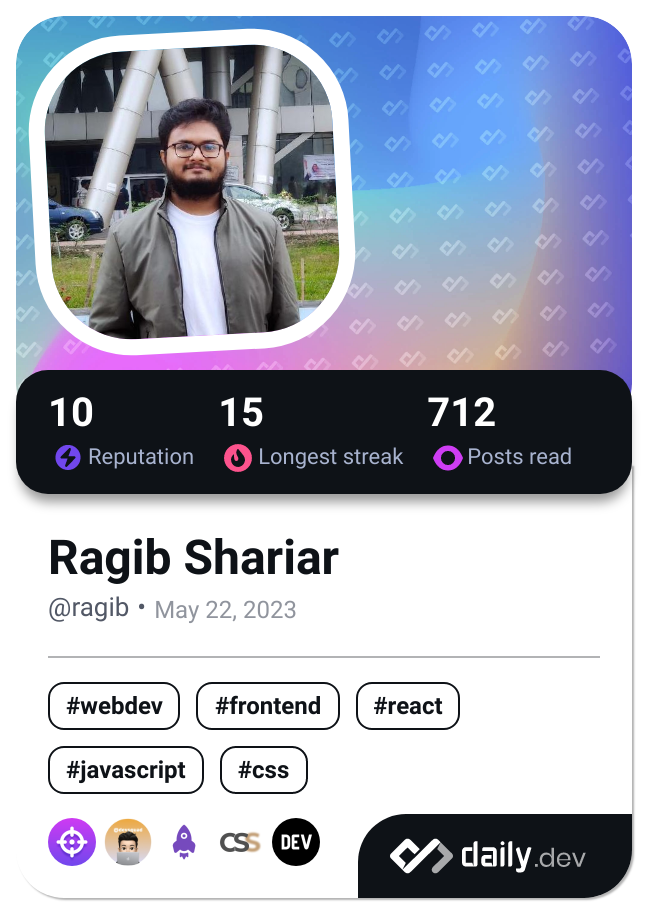 10 15 712
Reputation Longest streak Posts read
Ragib Shariar
@ragib • May 22, 2023
#webdev #frontend #react
#javascript #css
CSS DEV
daily.dev